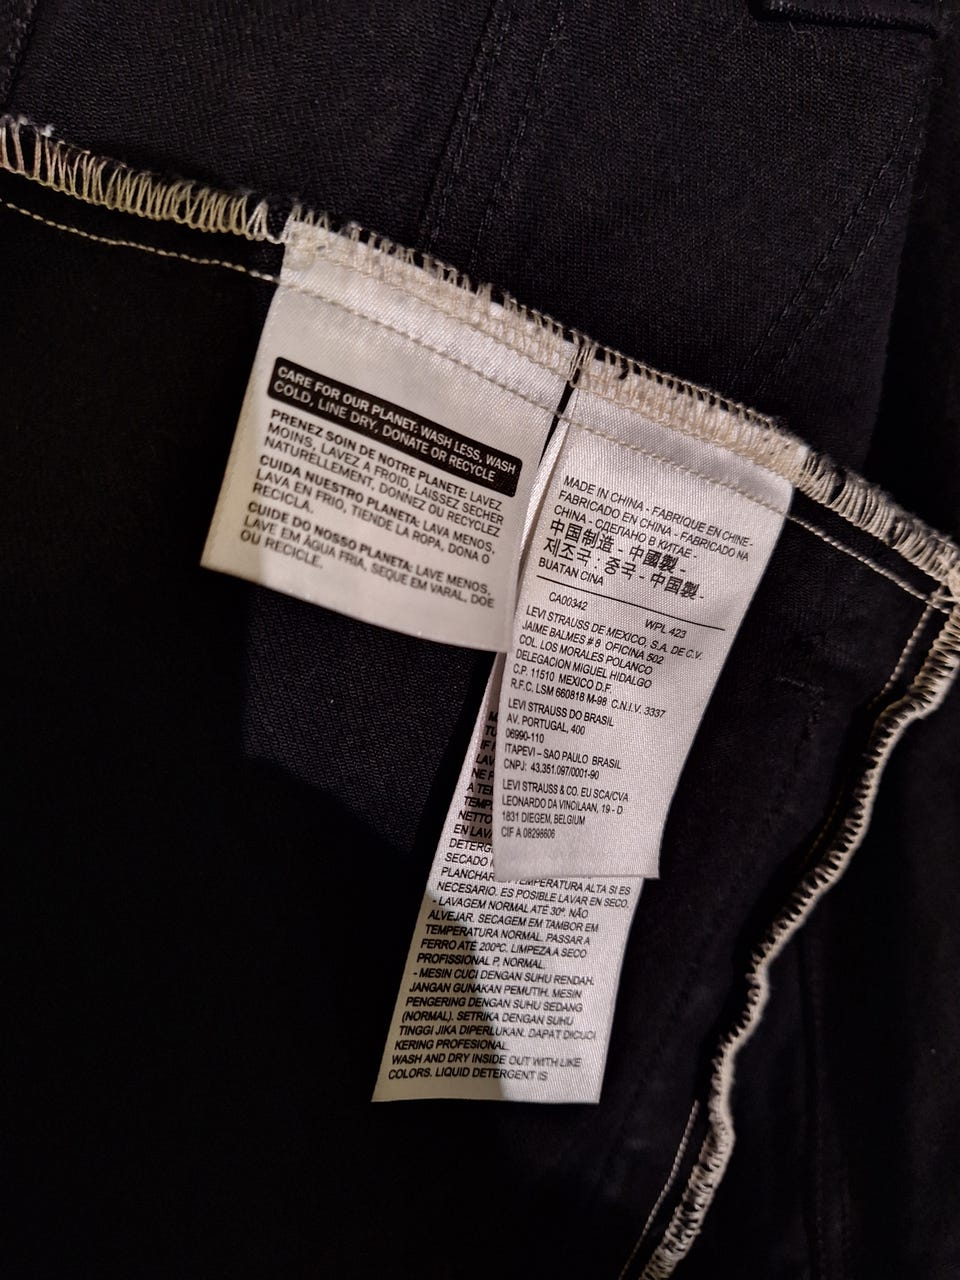 CARE FOR OUR PLANET: WASH LESS, WASH
COLD, LINE DRY, DONATE OR RECYCLE
PRENEZ SOIN DE NOTRE PLANETE: LAVEZ
MOINS, LAVEZ A FROID, LAISSEZ SECHER
NATURELLEMENT, DONNEZ OU RECYCLEZ
CUIDA NUESTRO PLANETA: LAVA MENOS,
LAVA EN FRIO, TIENDE LA ROPA, DONA O
RECICLA.
CUIDE DO NOSSO PLANETA: LAVE MENOS,
LAVE EM ÁGUA FRIA, SEQUE EM VARAL, DOE
OU RECICLE.
MADE IN CHINA - FABRIQUE EN CHINE-
FABRICADO EN CHINA - FABRICADO NA
CHINA - СДЕЛАНО В КИТАЕ -
中国制造 - 中國製 -
제조국 : 중국 - 中国製 -
BUATAN CINA
CA00342 WPL 423
LEVI STRAUSS DE MEXICO, S.A. DE C.V.
JAIME BALMES # 8 OFICINA 502
COL. LOS MORALES POLANCO
DELEGACION MIGUEL HIDALGO
C.P. 11510 MEXICO D.F.
R.F.C. LSM 660818 M-98 C.N.I.V. 3337
LEVI STRAUSS DO BRASIL
AV. PORTUGAL, 400
06990-110
ITAPEVI – SAO PAULO BRASIL
CNPJ: 43.351.097/0001-90
LEVI STRAUSS & CO. EU SCA/CVA
LEONARDO DA VINCILAAN, 19 - D
1831 DIEGEM, BELGIUM
CIF A 08298606
NETTO
EN LAV
DETERG
SECADO
PLANCHAR TEMPERATURA ALTA SI ES
NECESARIO. ES POSIBLE LAVAR EN SECO.
- LAVAGEM NORMAL ATÉ 30º. NÃO
ALVEJAR. SECAGEM EM TAMBOR EM
TEMPERATURA NORMAL. PASSAR A
FERRO ATÉ 200ºC. LIMPEZA A SECO
PROFISSIONAL P, NORMAL.
- MESIN CUCI DENGAN SUHU RENDAH.
JANGAN GUNAKAN PEMUTIH. MESIN
PENGERING DENGAN SUHU SEDANG
(NORMAL). SETRIKA DENGAN SUHU
TINGGI JIKA DIPERLUKAN. DAPAT DICUCI
KERING PROFESIONAL.
WASH AND DRY INSIDE OUT WITH LIKE
COLORS. LIQUID DETERGENT IS